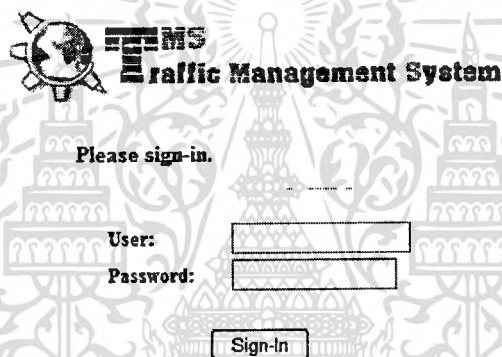 TMS
Traffic Management System
Please sign-in.
User:
Password:
Sign-In